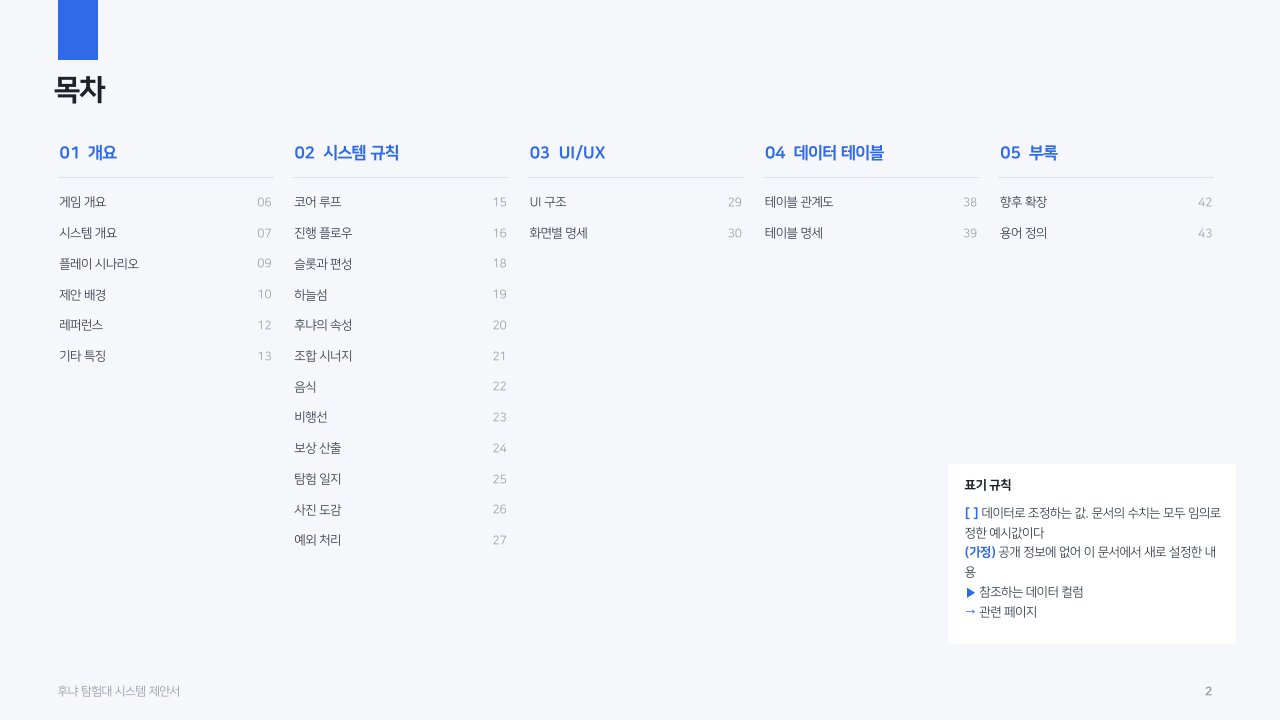 목차
01 개요
게임 개요 06
시스템 개요 07
플레이 시나리오 09
제안 배경 10
레퍼런스 12
기타 특징 13
02 시스템 규칙
코어 루프 15
진행 플로우 16
슬롯과 편성 18
하늘섬 19
후냐의 속성 20
조합 시너지 21
음식 22
비행선 23
보상 산출 24
탐험 일지 25
사진 도감 26
예외 처리 27
03 UI/UX
UI 구조 29
화면별 명세 30
04 데이터 테이블
테이블 관계도 38
테이블 명세 39
05 부록
향후 확장 42
용어 정의 43
표기 규칙
[ ] 데이터로 조정하는 값. 문서의 수치는 모두 임의로
정한 예시값이다
(가정) 공개 정보에 없어 이 문서에서 새로 설정한 내
용
▶ 참조하는 데이터 컬럼
→ 관련 페이지
후냐 탐험대 시스템 제안서
2